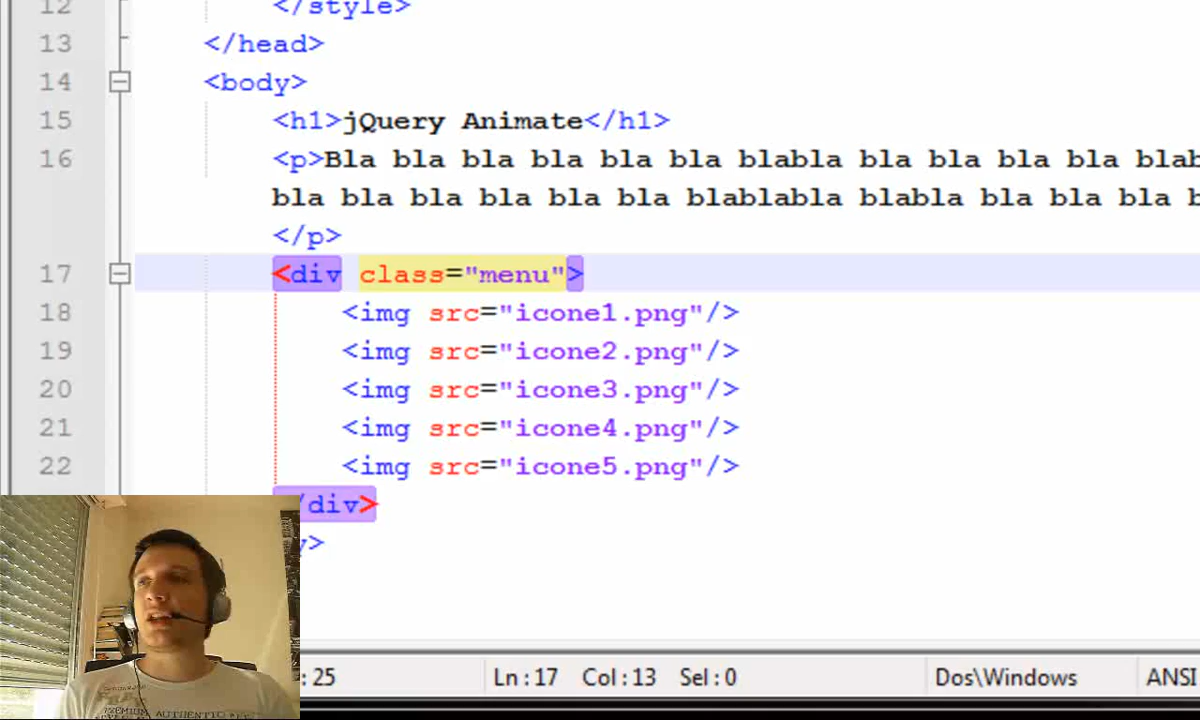 12 </style>
13 </head>
14 <body>
15 <h1>jQuery Animate</h1>
16 <p>Bla bla bla bla bla bla blabla bla bla bla bla blab
bla bla bla bla bla bla blablabla blabla bla bla bla b
</p>
17 <div class="menu">
18 <img src="icone1.png"/>
19 <img src="icone2.png"/>
20 <img src="icone3.png"/>
21 <img src="icone4.png"/>
22 <img src="icone5.png"/>
/div>
y>
: 25 Ln : 17 Col : 13 Sel : 0 Dos\Windows ANSI
PREMIUM AUTHENTIC